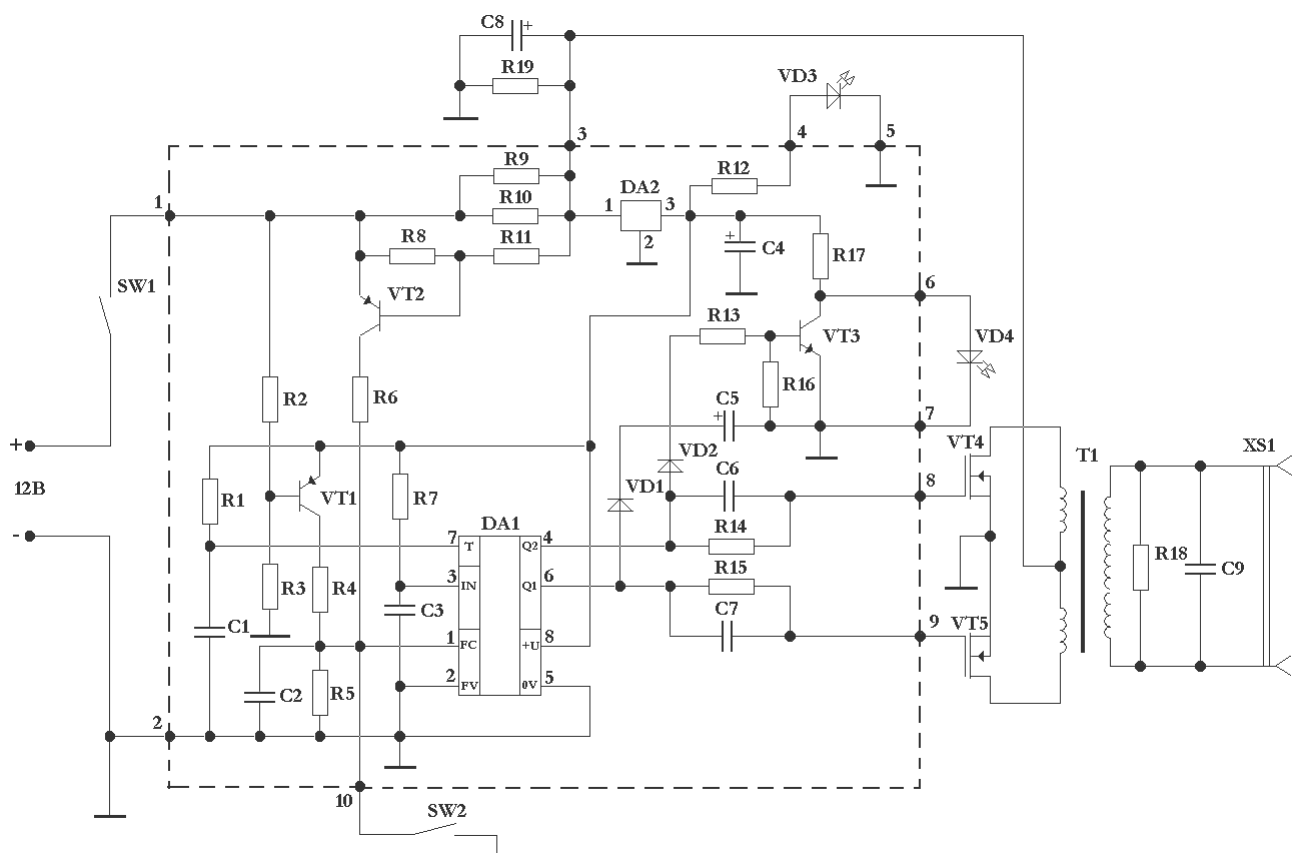 C8 +
R19
VD3
3
4
5
R9
R12
1
R10
1
DA2
3
2
R8
R11
+
C4
R17
SW1
VT2
6
R13
VT3
VD4
R2
R6
R16
C5
+
7
+
VT4
XS1
VD2
C6
T1
12В
R1
VT1
R7
VD1
8
-
DA1
R14
7
T
Q2
4
R15
R18
C9
R3
R4
3
IN
Q1
6
C3
C7
C1
VT5
9
1
FC
+U
8
C2
R5
2
FV
0V
5
2
10
SW2